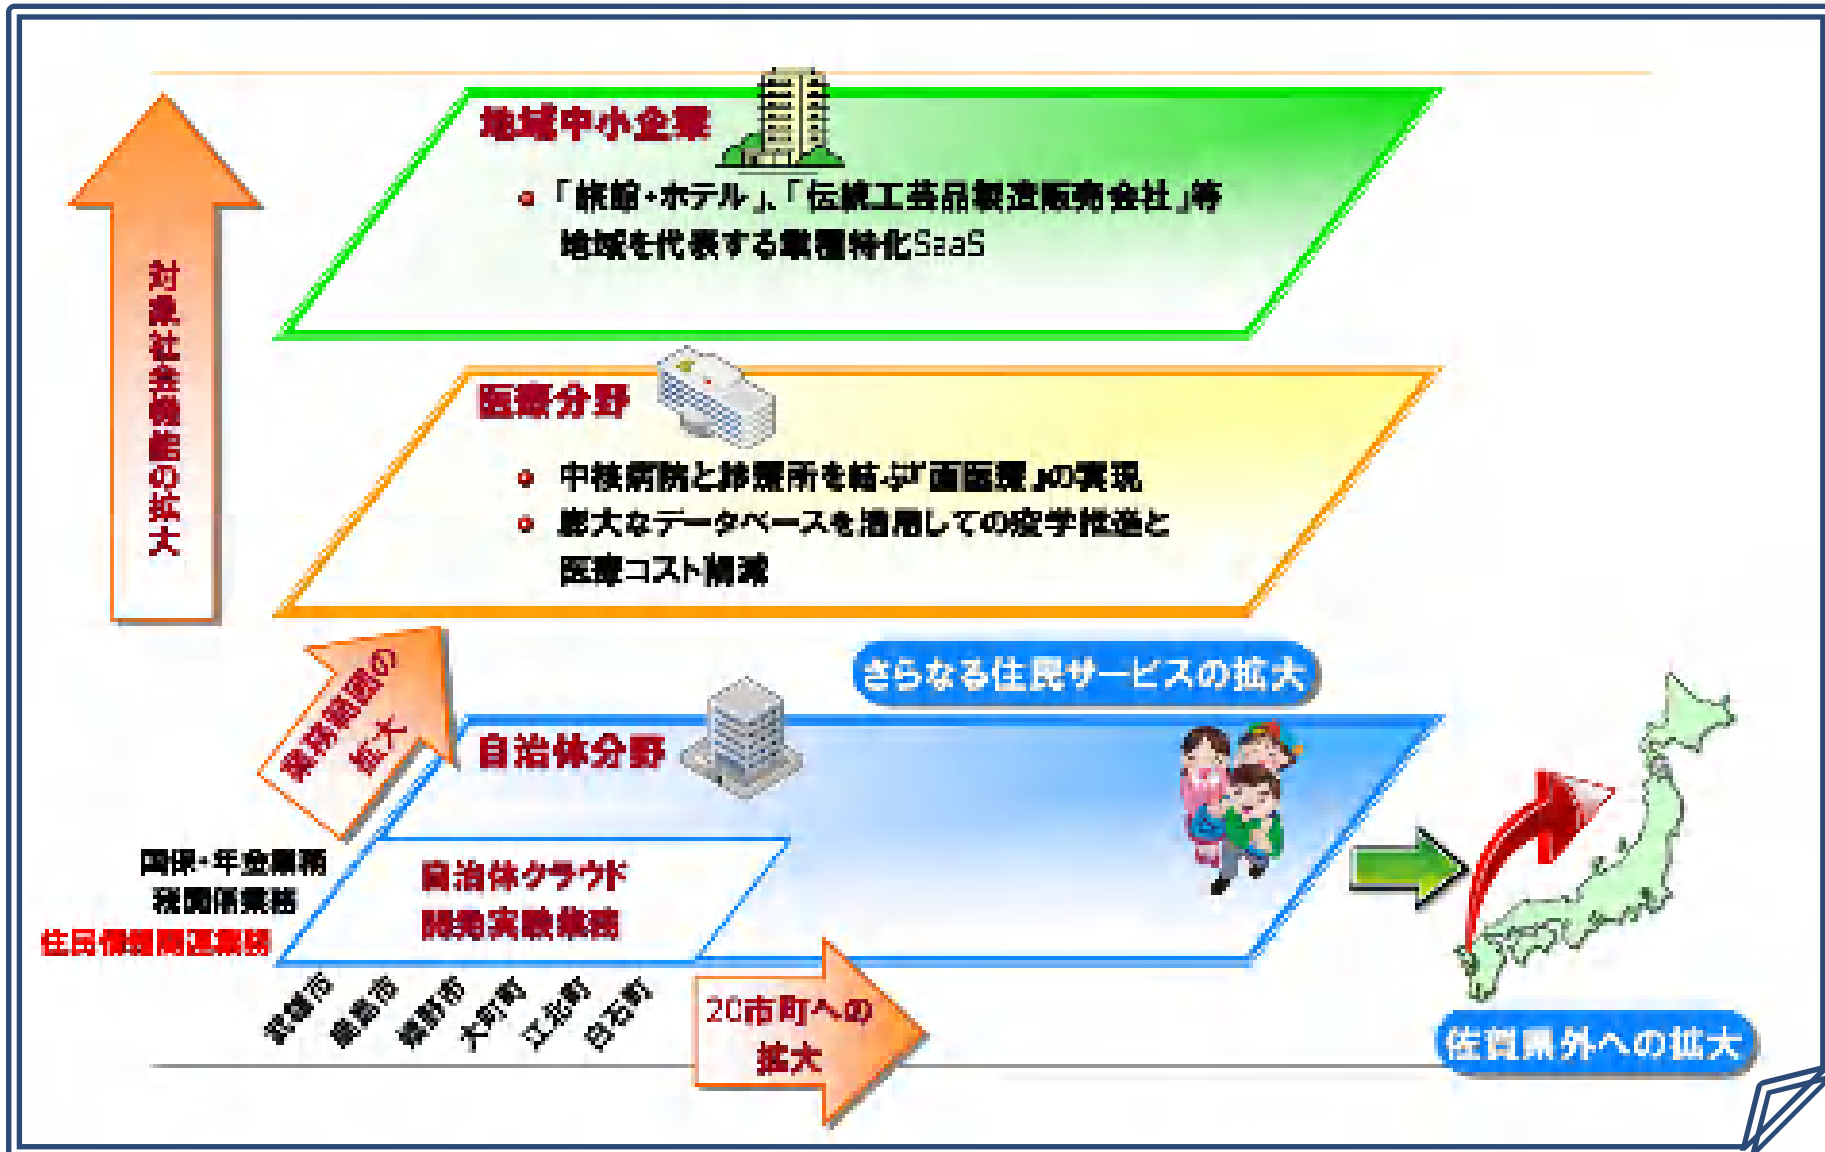 地域中小企業
・「旅館・ホテル」、「伝統工芸品製造販売会社」等
地域を代表する業種特化SaaS
対象社会機能の拡大
医療分野
・中核病院と診療所を結ぶ「面医療」の実現
・膨大なデータベースを活用しての疫学推進と
医療コスト削減
業務範囲の
拡大
さらなる住民サービスの拡大
自治体分野
国保・年金業務
税関係業務
住民情報関連業務
自治体クラウド
開発実験業務
武雄市
鹿島市
嬉野市
大町町
江北町
白石町
20市町への
拡大
佐賀県外への拡大